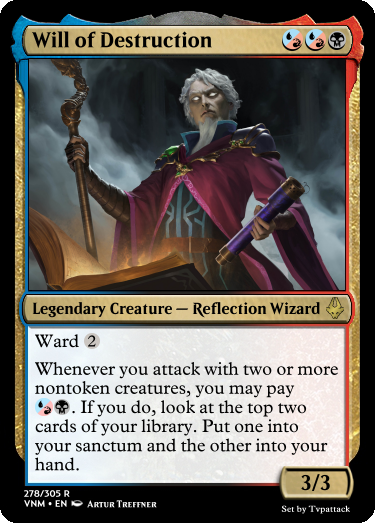 Will of Destruction
Legendary Creature — Reflection Wizard
Ward 2
Whenever you attack with two or more
nontoken creatures, you may pay
. If you do, look at the top two
cards of your library. Put one into
your sanctum and the other into your
hand.
3/3
278/305 R
VNM • EN Artur Treffner
Set by Tvpattack